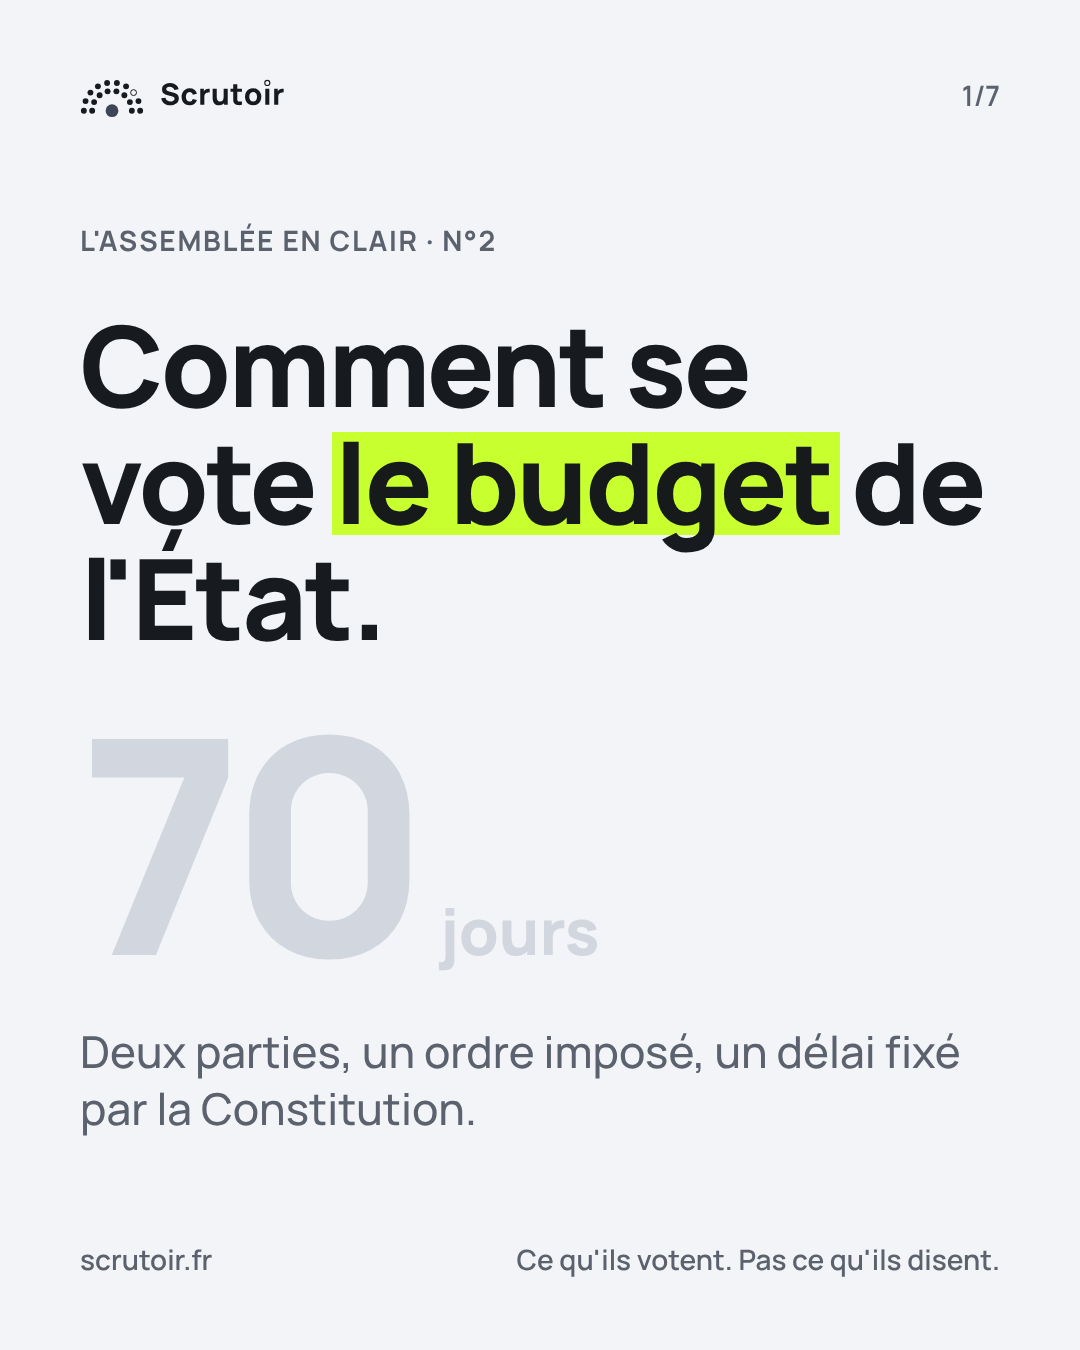 Scrutoir
1/7
L'ASSEMBLÉE EN CLAIR · N°2
Comment se
vote le budget de
l'État.
70 jours
Deux parties, un ordre imposé, un délai fixé
par la Constitution.
scrutoir.fr
Ce qu'ils votent. Pas ce qu'ils disent.